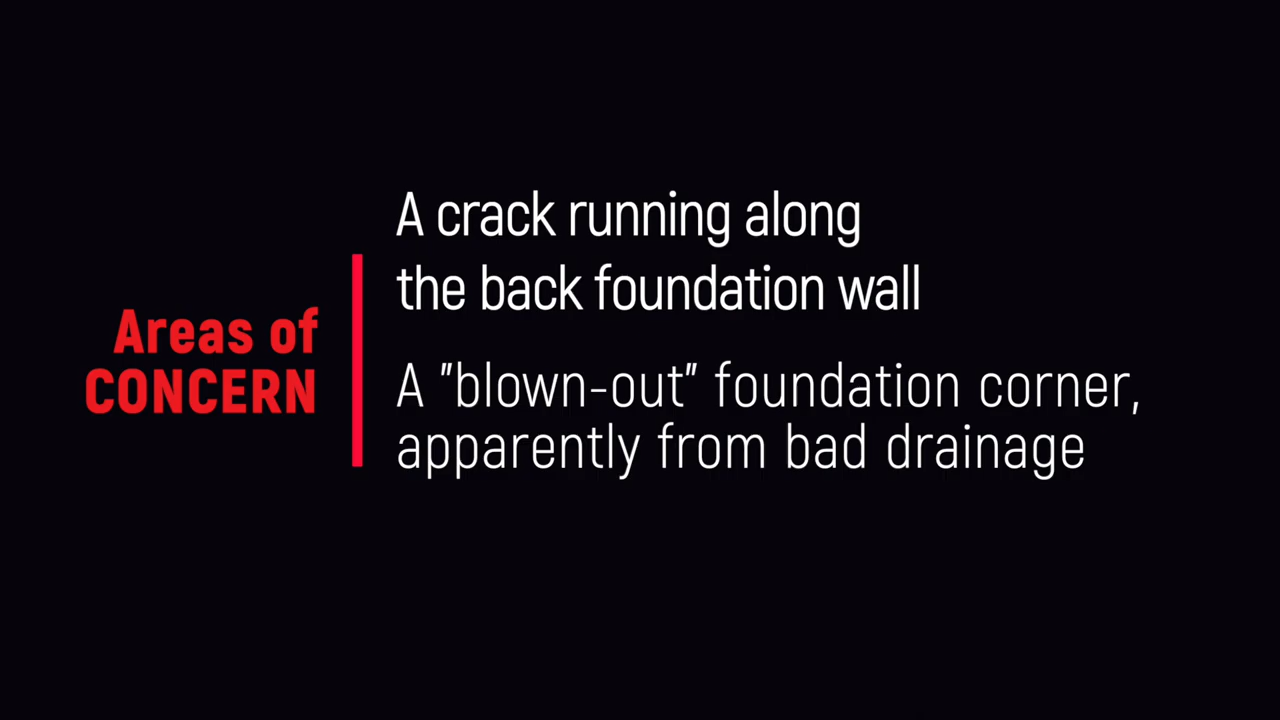 Areas of
CONCERN
A crack running along
the back foundation wall
A "blown-out" foundation corner,
apparently from bad drainage